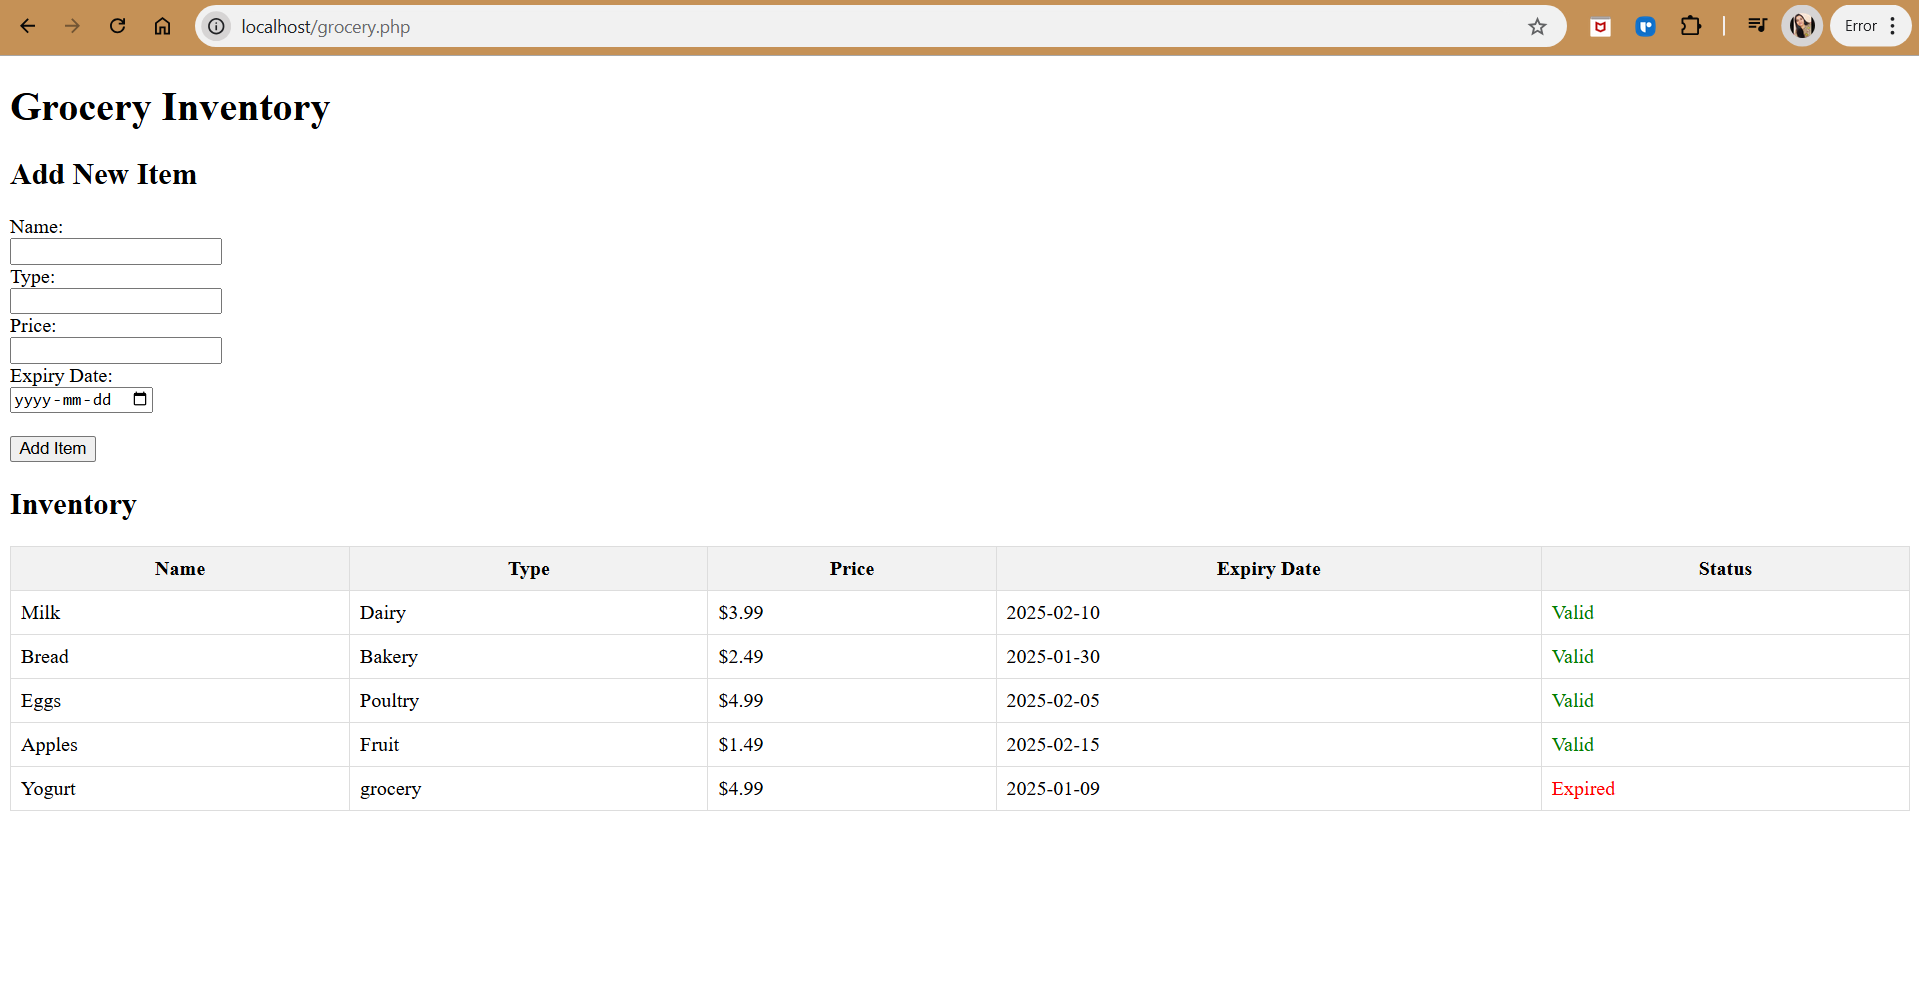 localhost/grocery.php
Error
Grocery Inventory
Add New Item
Name:
Type:
Price:
Expiry Date:
yyyy-mm-dd
Add Item
Inventory
Name Type Price Expiry Date Status
Milk Dairy $3.99 2025-02-10 Valid
Bread Bakery $2.49 2025-01-30 Valid
Eggs Poultry $4.99 2025-02-05 Valid
Apples Fruit $1.49 2025-02-15 Valid
Yogurt grocery $4.99 2025-01-09 Expired